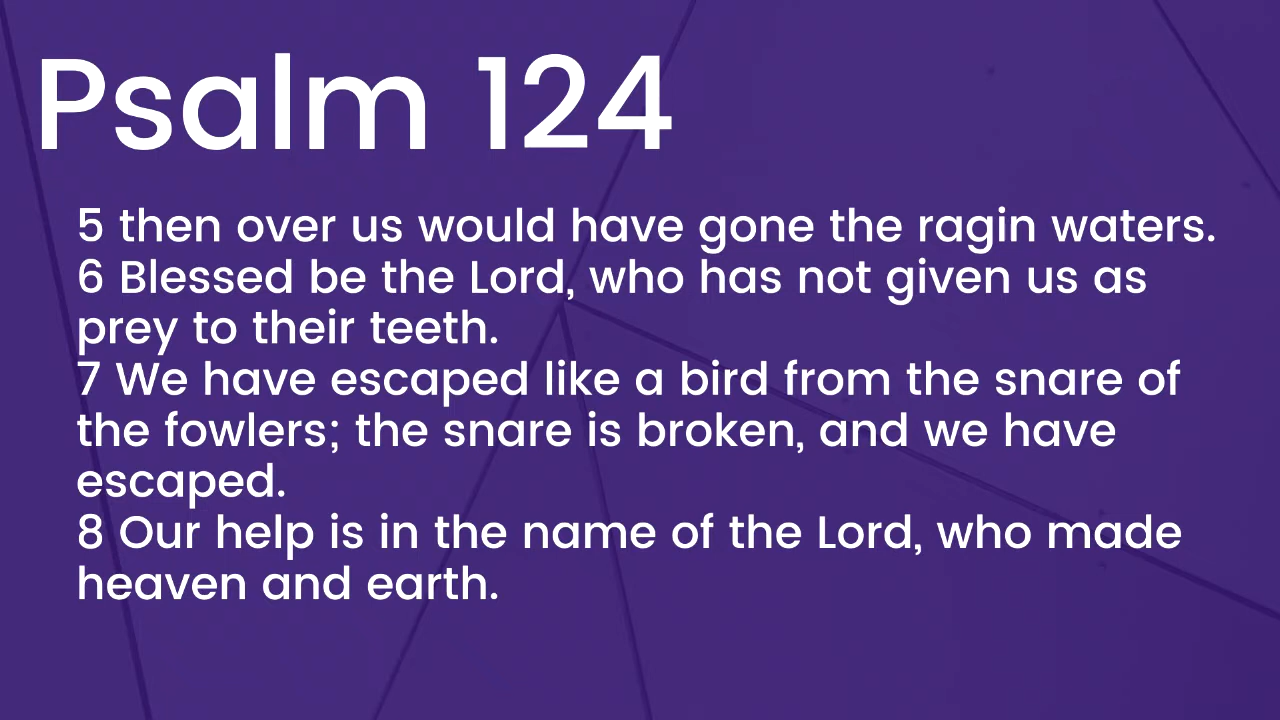 Psalm 124
5 then over us would have gone the ragin waters.
6 Blessed be the Lord, who has not given us as
prey to their teeth.
7 We have escaped like a bird from the snare of
the fowlers; the snare is broken, and we have
escaped.
8 Our help is in the name of the Lord, who made
heaven and earth.